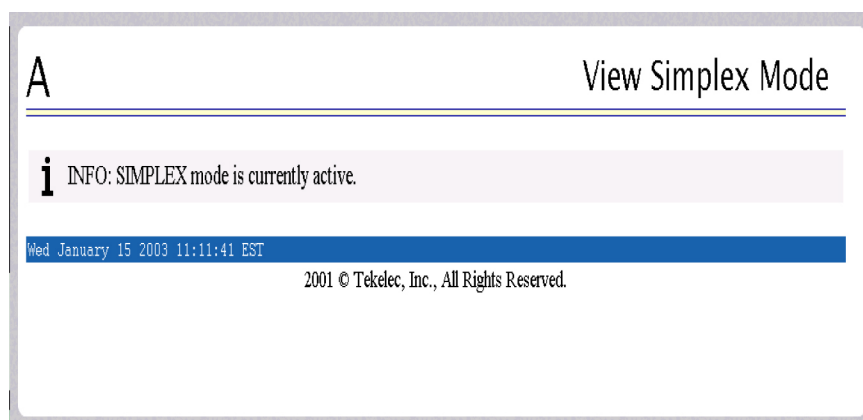 A
View Simplex Mode
i INFO: SIMPLEX mode is currently active.
Wed January 15 2003 11:11:41 EST
2001 © Tekelec, Inc., All Rights Reserved.